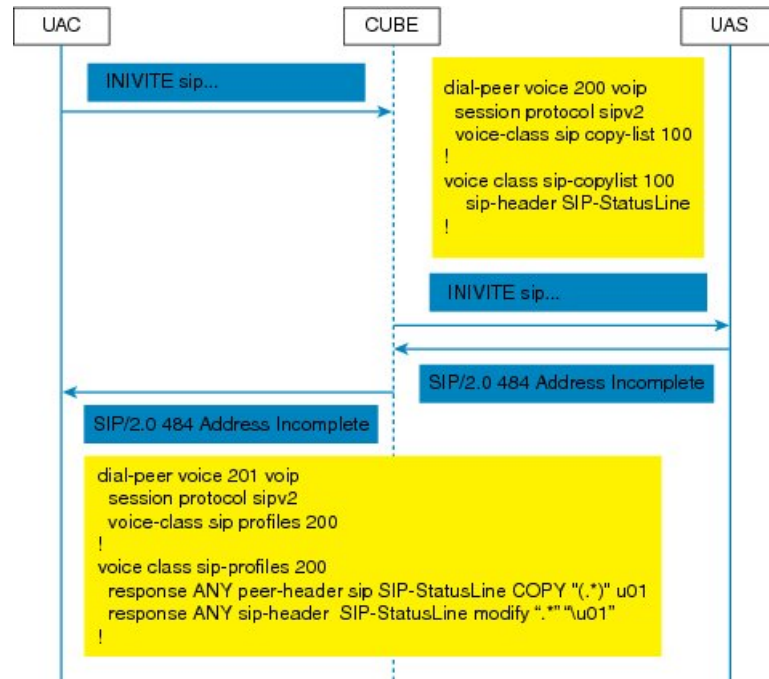 UAC
CUBE
UAS
INIVITE sip...
dial-peer voice 200 voip
session protocol sipv2
voice-class sip copy-list 100
!
voice class sip-copylist 100
sip-header SIP-StatusLine
!
INIVITE sip...
SIP/2.0 484 Address Incomplete
SIP/2.0 484 Address Incomplete
dial-peer voice 201 voip
session protocol sipv2
voice-class sip profiles 200
!
voice class sip-profiles 200
response ANY peer-header sip SIP-StatusLine COPY "(.*)" u01
response ANY sip-header SIP-StatusLine modify “.*” “\u01”
!